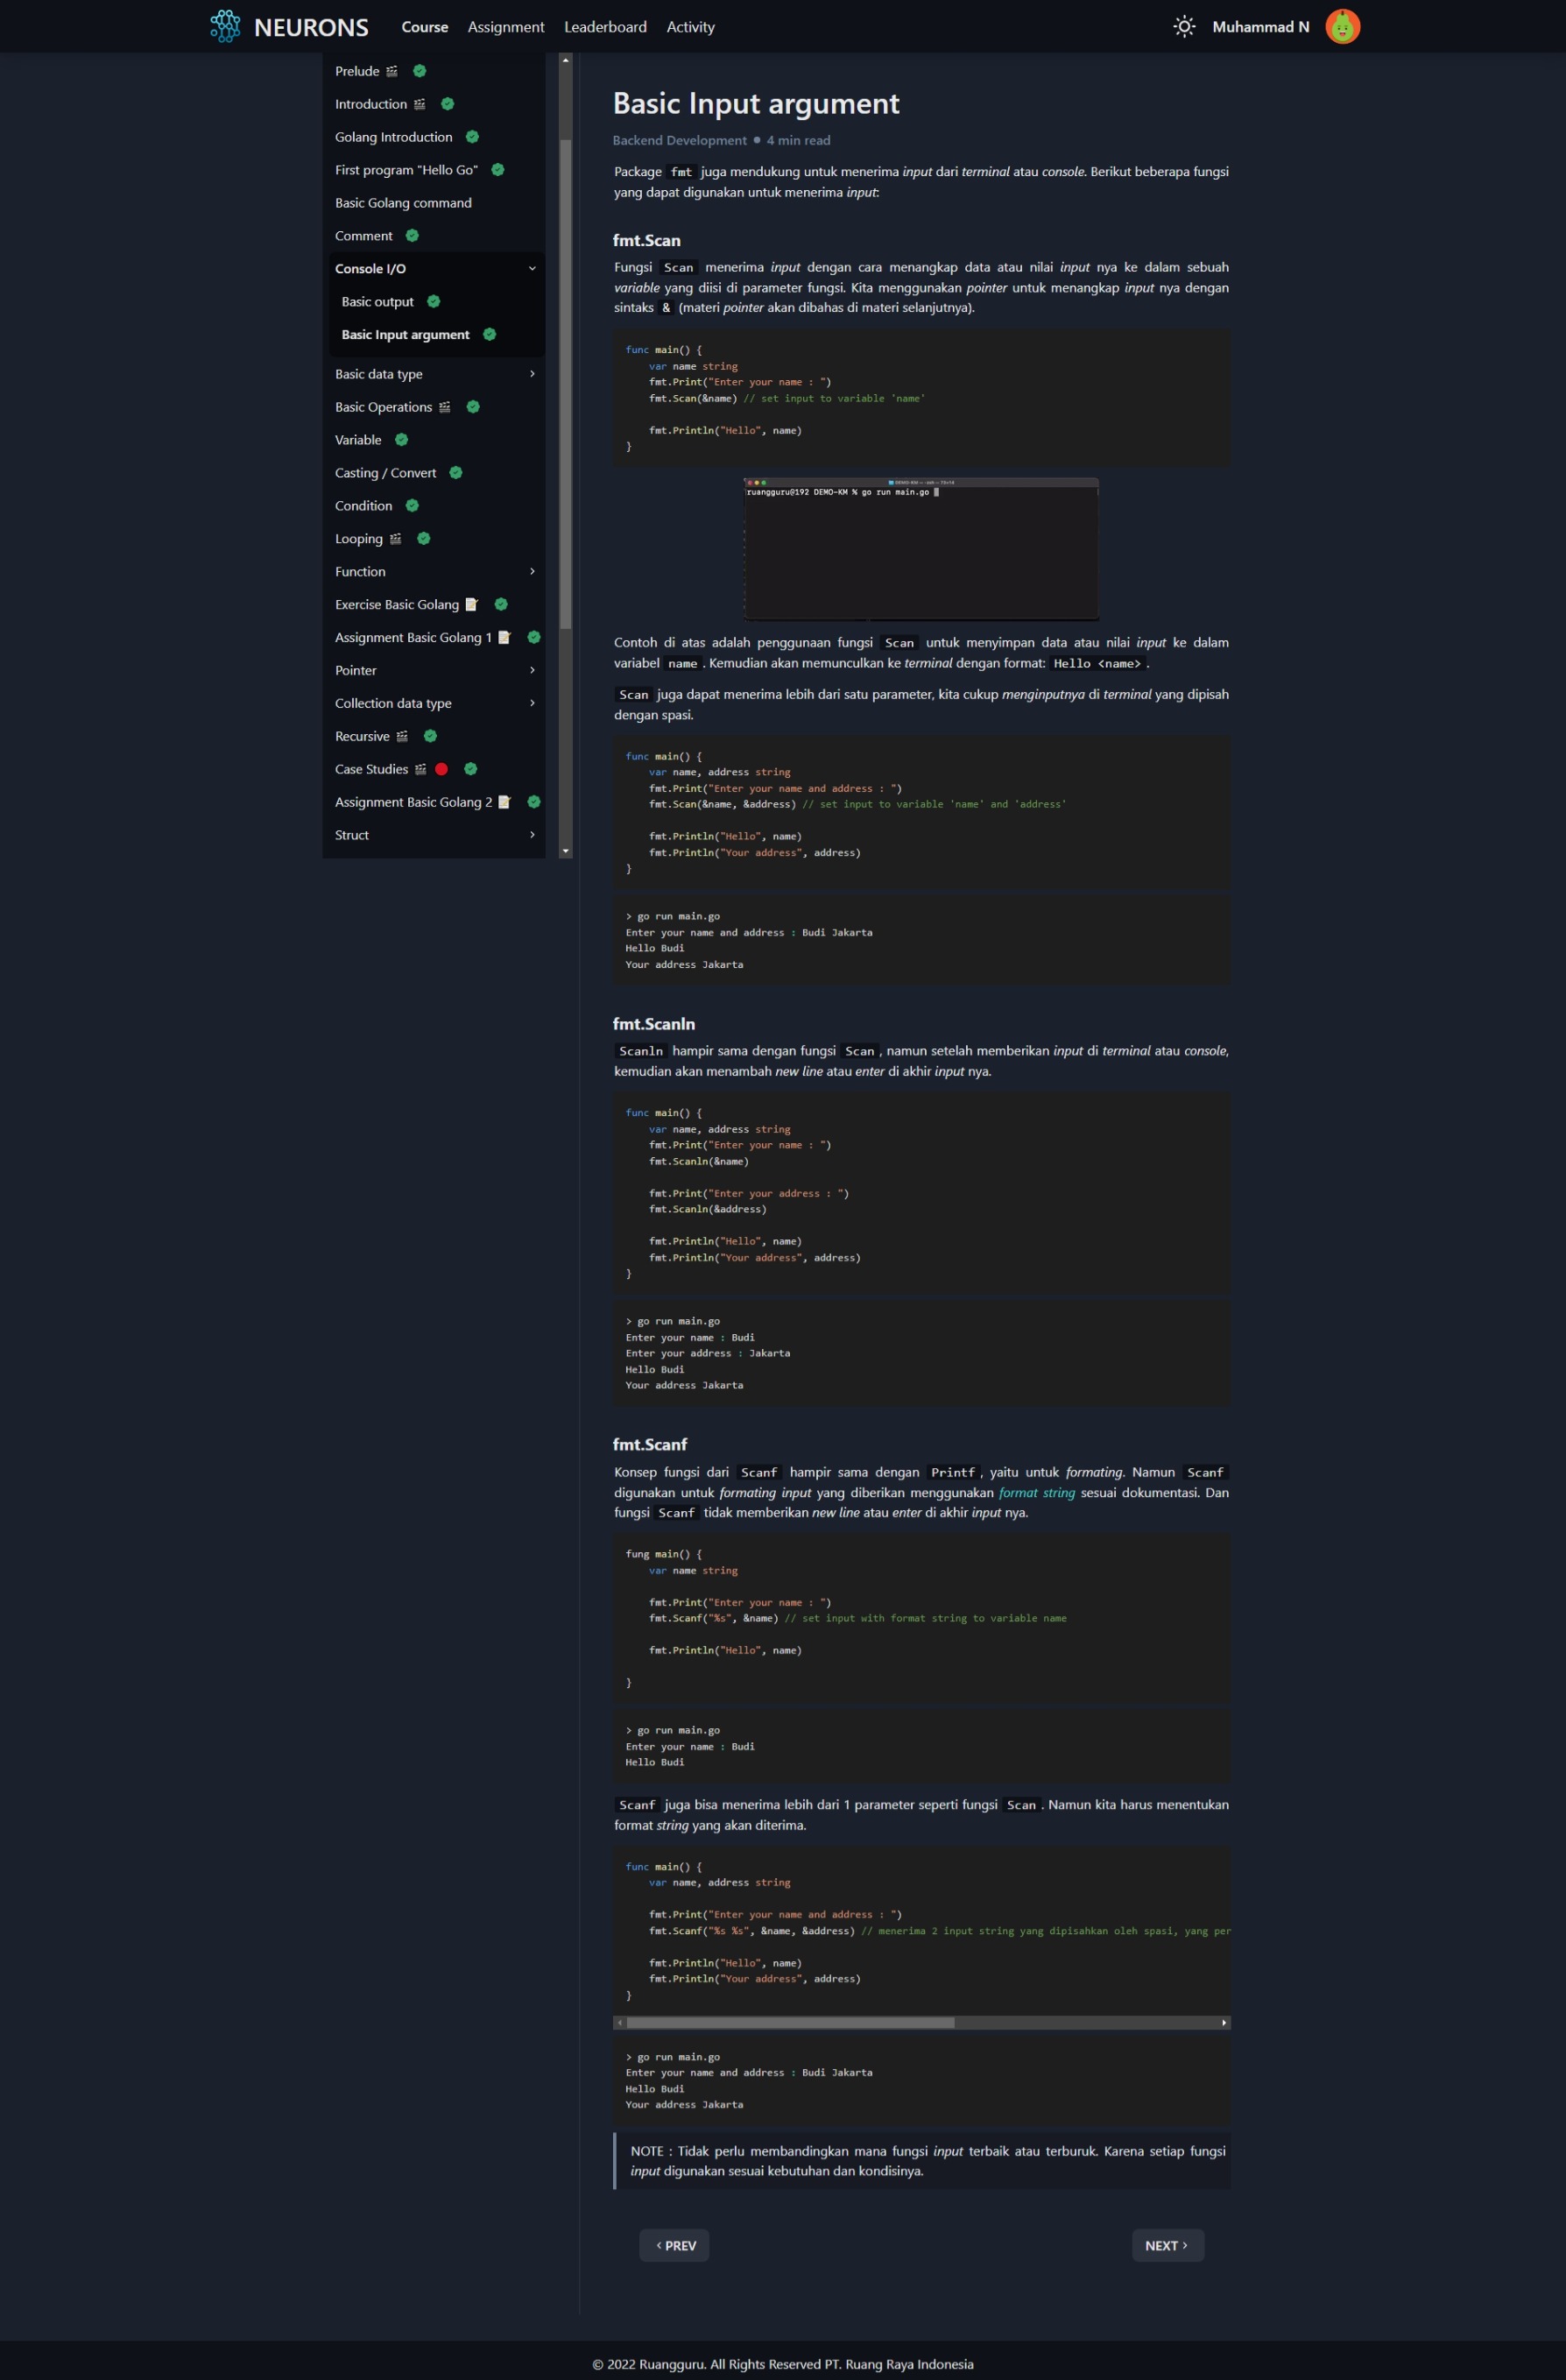 NEURONS
Course
Assignment
Leaderboard
Activity
Muhammad N
Prelude
Introduction
Golang Introduction
First program "Hello Go"
Basic Golang command
Comment
Console I/O
Basic output
Basic Input argument
Basic data type
Basic Operations
Variable
Casting / Convert
Condition
Looping
Function
Exercise Basic Golang
Assignment Basic Golang 1
Pointer
Collection data type
Recursive
Case Studies
Assignment Basic Golang 2
Struct
Basic Input argument
Backend Development ● 4 min read
Package fmt juga mendukung untuk menerima input dari terminal atau console. Berikut beberapa fungsi
yang dapat digunakan untuk menerima input:
fmt.Scan
Fungsi Scan menerima input dengan cara menangkap data atau nilai input nya ke dalam sebuah
variable yang diisi di parameter fungsi. Kita menggunakan pointer untuk menangkap input nya dengan
sintaks & (materi pointer akan dibahas di materi selanjutnya).
func main() {
var name string
fmt.Print("Enter your name : ")
fmt.Scan(&name) // set input to variable 'name'
fmt.Println("Hello", name)
}
ruangguru@192 DEMO-KM % go run main.go
Contoh di atas adalah penggunaan fungsi Scan untuk menyimpan data atau nilai input ke dalam
variabel name . Kemudian akan memunculkan ke terminal dengan format: Hello <name> .
Scan juga dapat menerima lebih dari satu parameter, kita cukup menginputnya di terminal yang dipisah
dengan spasi.
func main() {
var name, address string
fmt.Print("Enter your name and address : ")
fmt.Scan(&name, &address) // set input to variable 'name' and 'address'
fmt.Println("Hello", name)
fmt.Println("Your address", address)
}
> go run main.go
Enter your name and address : Budi Jakarta
Hello Budi
Your address Jakarta
fmt.Scanln
Scanln hampir sama dengan fungsi Scan , namun setelah memberikan input di terminal atau console,
kemudian akan menambah new line atau enter di akhir input nya.
func main() {
var name, address string
fmt.Print("Enter your name : ")
fmt.Scanln(&name)
fmt.Print("Enter your address : ")
fmt.Scanln(&address)
fmt.Println("Hello", name)
fmt.Println("Your address", address)
}
> go run main.go
Enter your name : Budi
Enter your address : Jakarta
Hello Budi
Your address Jakarta
fmt.Scanf
Konsep fungsi dari Scanf hampir sama dengan Printf , yaitu untuk formating. Namun Scanf
digunakan untuk formating input yang diberikan menggunakan format string sesuai dokumentasi. Dan
fungsi Scanf tidak memberikan new line atau enter di akhir input nya.
fung main() {
var name string
fmt.Print("Enter your name : ")
fmt.Scanf("%s", &name) // set input with format string to variable name
fmt.Println("Hello", name)
}
> go run main.go
Enter your name : Budi
Hello Budi
Scanf juga bisa menerima lebih dari 1 parameter seperti fungsi Scan . Namun kita harus menentukan
format string yang akan diterima.
func main() {
var name, address string
fmt.Print("Enter your name and address : ")
fmt.Scanf("%s %s", &name, &address) // menerima 2 input string yang dipisahkan oleh spasi, yang per
fmt.Println("Hello", name)
fmt.Println("Your address", address)
}
> go run main.go
Enter your name and address : Budi Jakarta
Hello Budi
Your address Jakarta
NOTE : Tidak perlu membandingkan mana fungsi input terbaik atau terburuk. Karena setiap fungsi
input digunakan sesuai kebutuhan dan kondisinya.
‹ PREV
NEXT ›
© 2022 Ruangguru. All Rights Reserved PT. Ruang Raya Indonesia